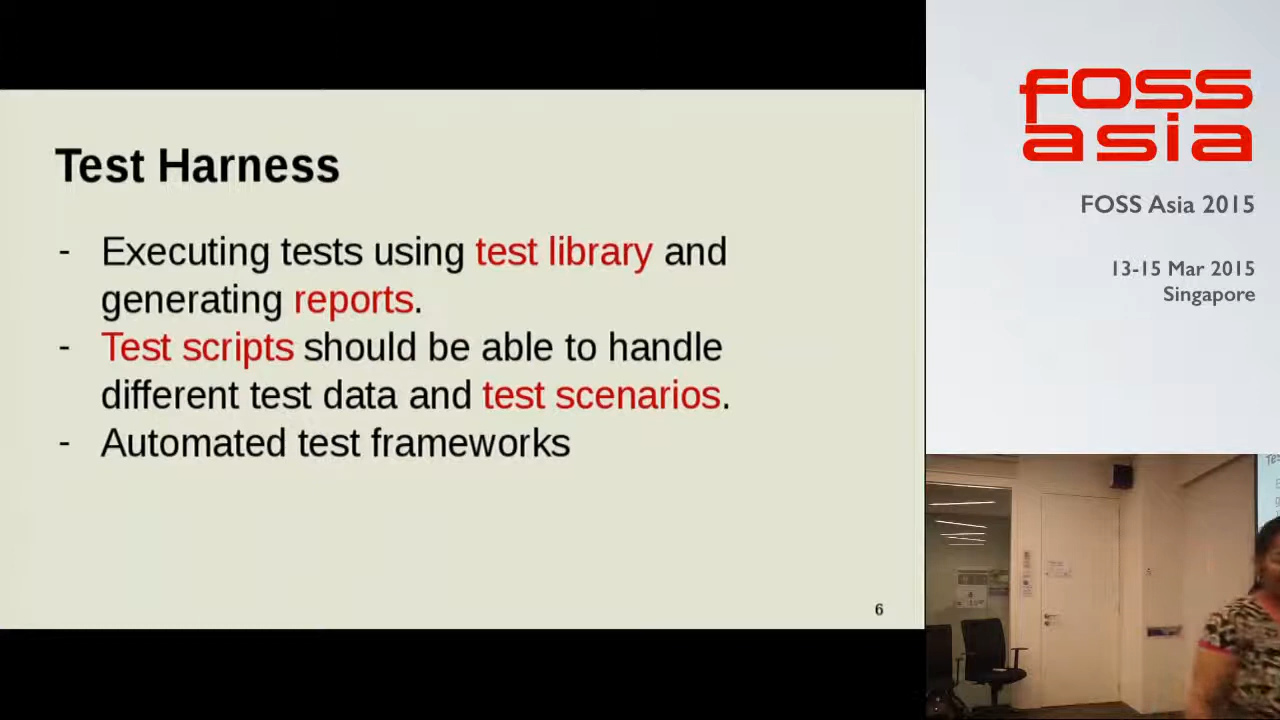 Test Harness
- Executing tests using test library and
generating reports.
- Test scripts should be able to handle
different test data and test scenarios.
- Automated test frameworks
6
foss
asia
FOSS Asia 2015
13-15 Mar 2015
Singapore